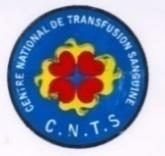 CENTRE NATIONAL DE TRANSFUSION SANGUINE
C.N.T.S